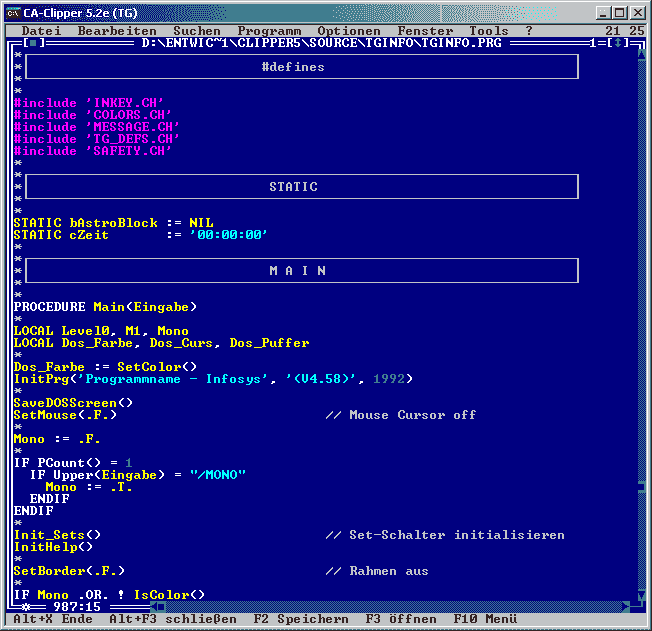 CA-Clipper 5.2e (TG)
Datei Bearbeiten Suchen Programm Optionen Fenster Tools ? 21 25
[■] D:\ENTWIC~1\CLIPPER5\SOURCE\TGINFO\TGINFO.PRG 1=[↕]
*
* #defines
*
*
#include 'INKEY.CH'
#include 'COLORS.CH'
#include 'MESSAGE.CH'
#include 'TG_DEFS.CH'
#include 'SAFETY.CH'
*
*
* STATIC
*
*
STATIC bAstroBlock := NIL
STATIC cZeit := '00:00:00'
*
*
* M A I N
*
*
PROCEDURE Main(Eingabe)
*
LOCAL Level0, M1, Mono
LOCAL Dos_Farbe, Dos_Curs, Dos_Puffer
*
Dos_Farbe := SetColor()
InitPrg('Programmname - Infosys', '(V4.58)', 1992)
*
SaveDOSScreen()
SetMouse(.F.) // Mouse Cursor off
*
Mono := .F.
*
IF PCount() = 1
IF Upper(Eingabe) = "/MONO"
Mono := .T.
ENDIF
ENDIF
*
Init_Sets() // Set-Schalter initialisieren
InitHelp()
*
SetBorder(.F.) // Rahmen aus
*
IF Mono .OR. ! IsColor()
987:15
Alt+X Ende Alt+F3 schließen F2 Speichern F3 öffnen F10 Menü